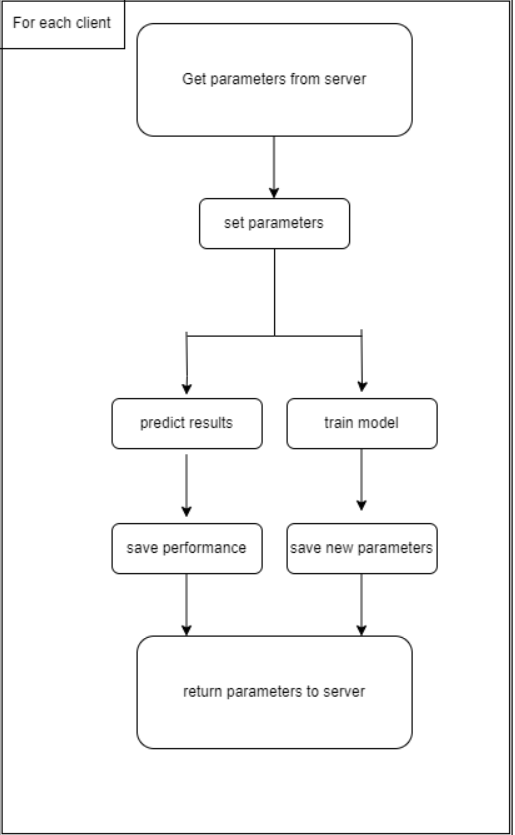 For each client
Get parameters from server
set parameters
predict results
train model
save performance
save new parameters
return parameters to server